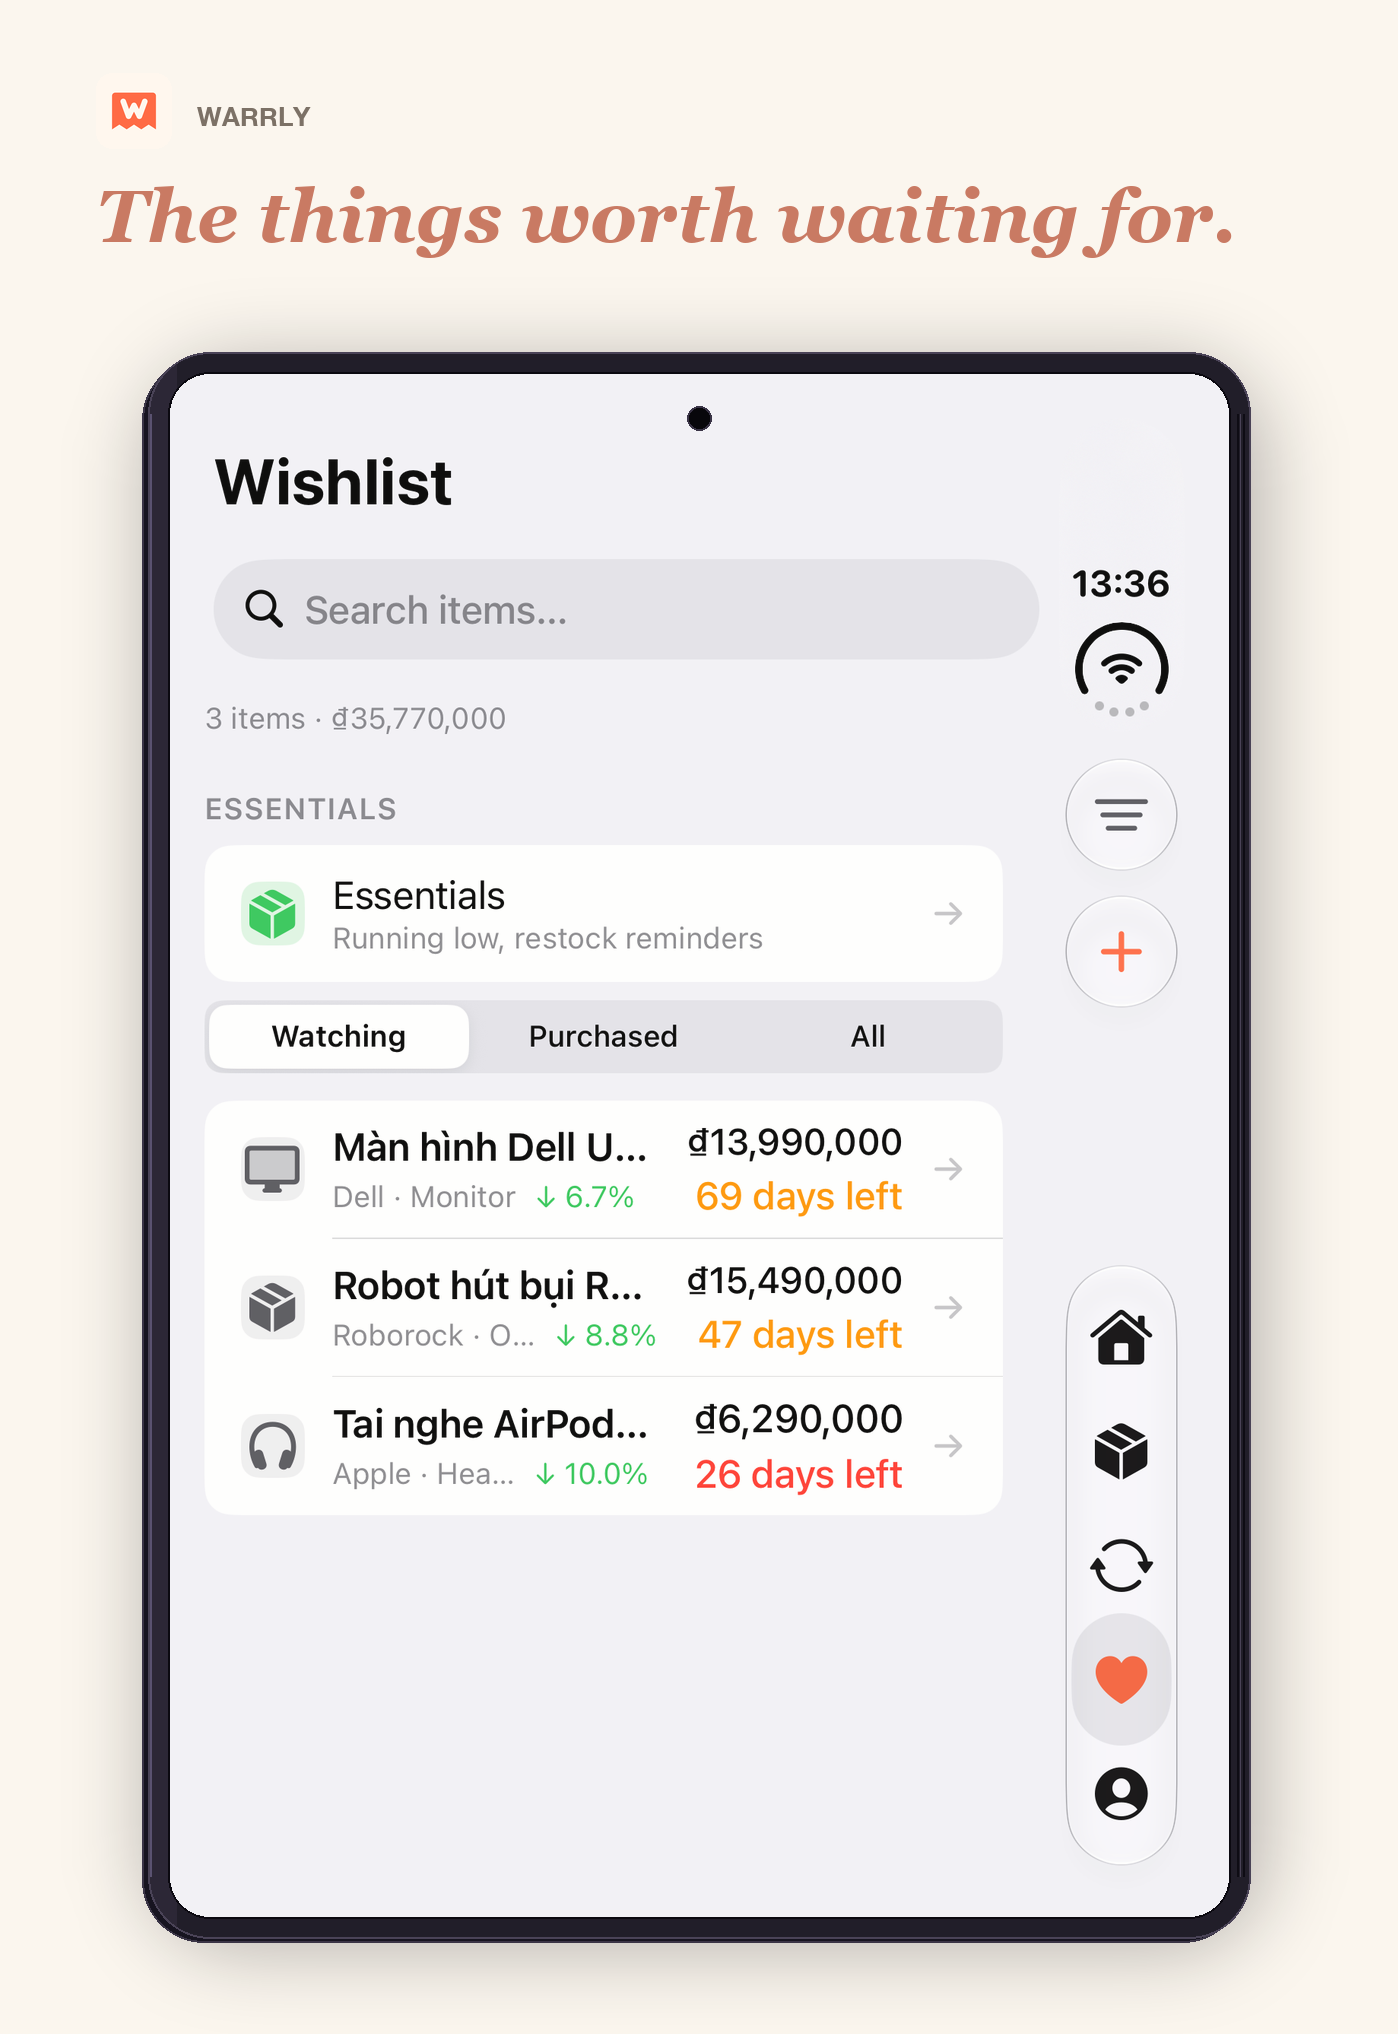 WARRLY
The things worth waiting for.
Wishlist
13:36
Search items...
3 items · ₫35,770,000
ESSENTIALS
Essentials
Running low, restock reminders
Watching Purchased All
Màn hình Dell U... ₫13,990,000
Dell · Monitor ↓ 6.7% 69 days left
Robot hút bụi R... ₫15,490,000
Roborock · O... ↓ 8.8% 47 days left
Tai nghe AirPod... ₫6,290,000
Apple · Hea... ↓ 10.0% 26 days left